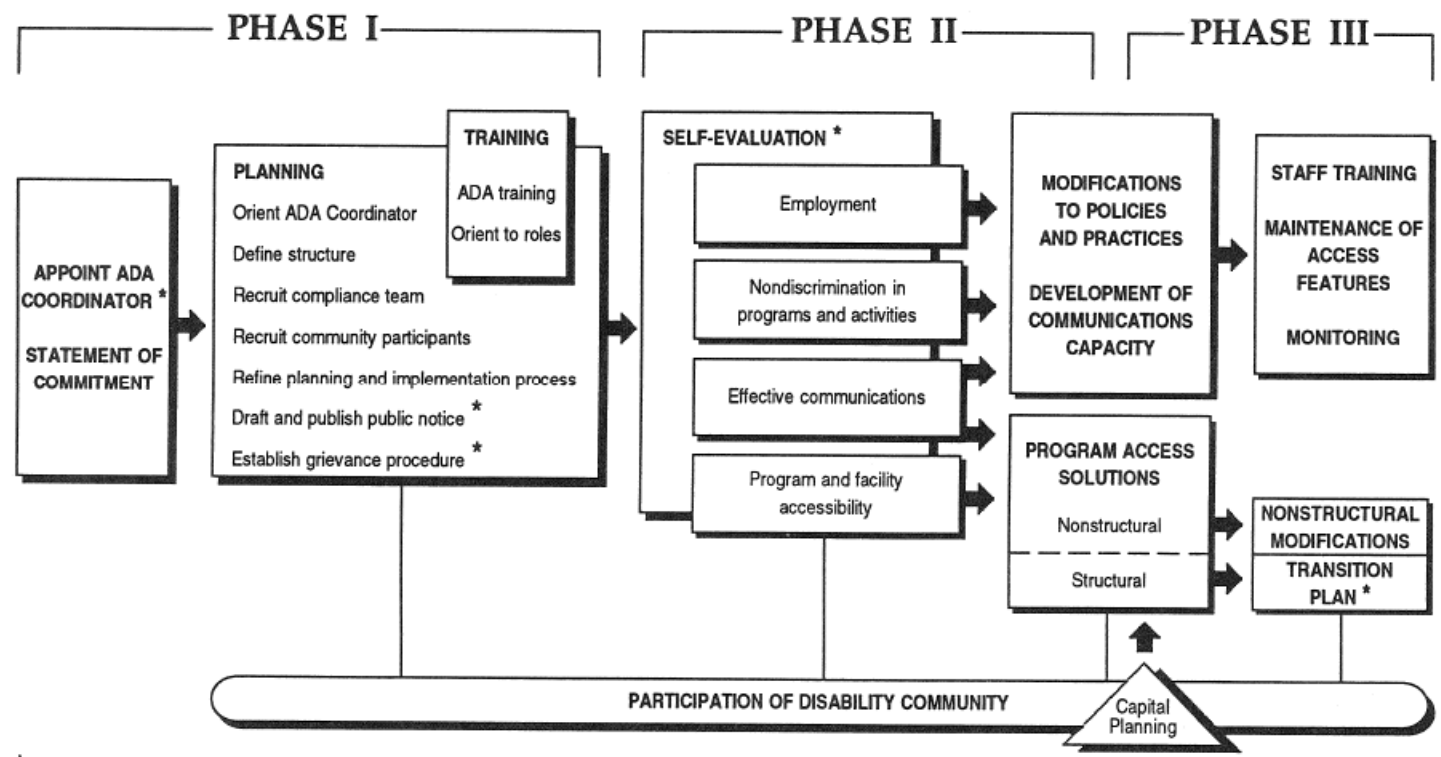 PHASE I
PHASE II
PHASE III
APPOINT ADA
COORDINATOR *
STATEMENT OF
COMMITMENT
PLANNING
Orient ADA Coordinator
Define structure
Recruit compliance team
Recruit community participants
Refine planning and implementation process
Draft and publish public notice *
Establish grievance procedure *
TRAINING
ADA training
Orient to roles
SELF-EVALUATION *
Employment
Nondiscrimination in
programs and activities
Effective communications
Program and facility
accessibility
MODIFICATIONS
TO POLICIES
AND PRACTICES
DEVELOPMENT OF
COMMUNICATIONS
CAPACITY
PROGRAM ACCESS
SOLUTIONS
Nonstructural
Structural
STAFF TRAINING
MAINTENANCE OF
ACCESS
FEATURES
MONITORING
NONSTRUCTURAL
MODIFICATIONS
TRANSITION
PLAN *
PARTICIPATION OF DISABILITY COMMUNITY
Capital
Planning